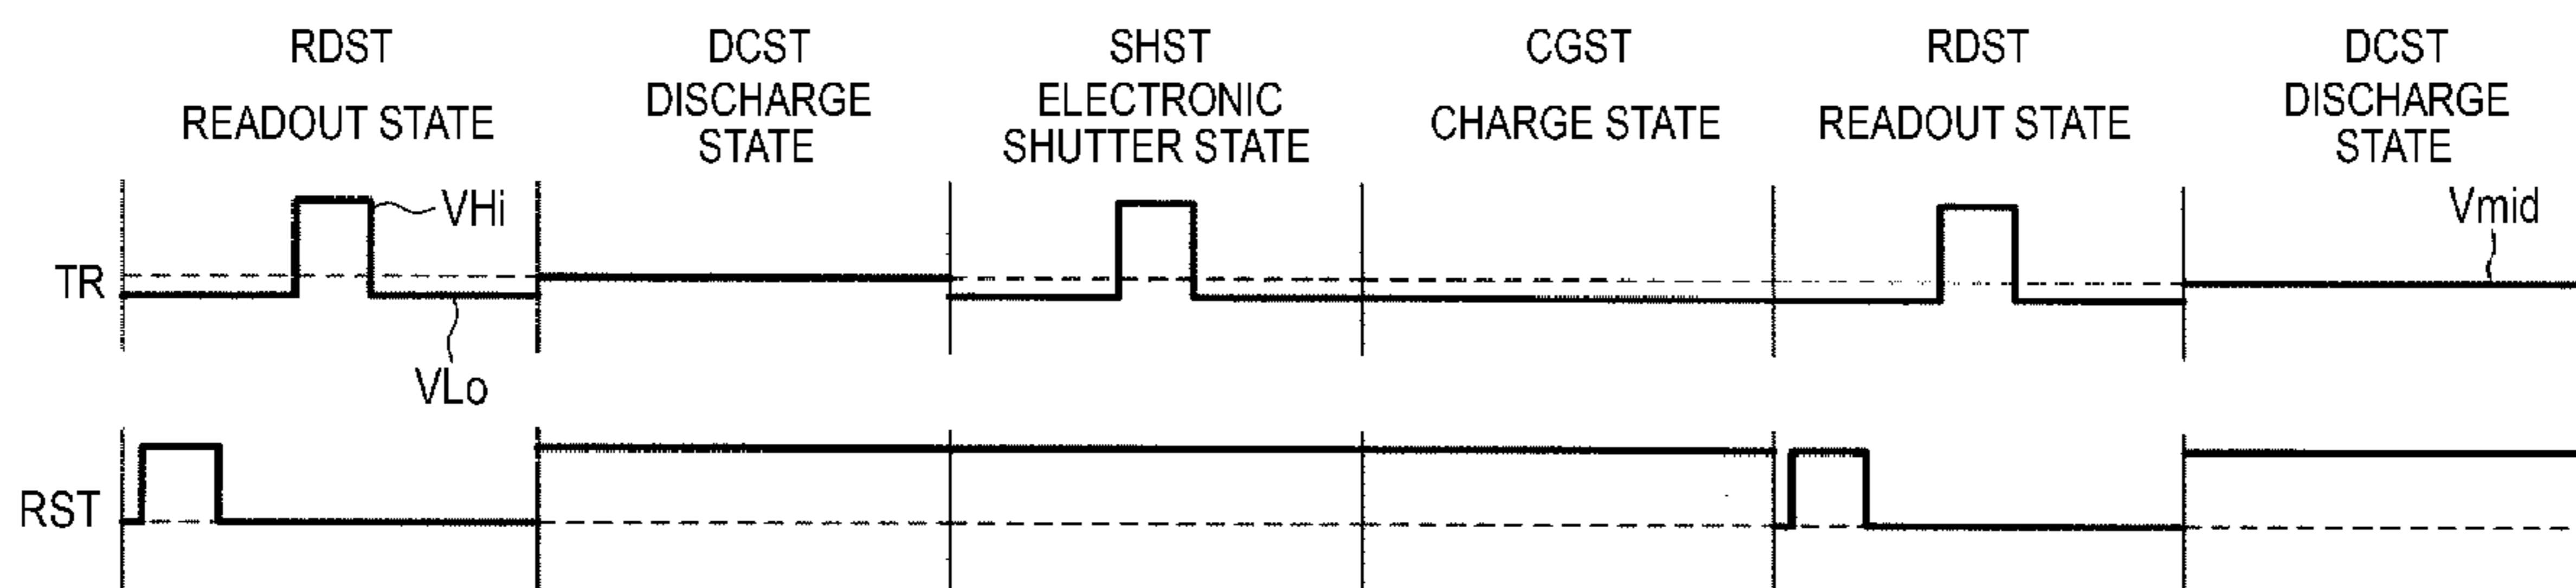 RDST
READOUT STATE
DCST
DISCHARGE
STATE
SHST
ELECTRONIC
SHUTTER STATE
CGST
CHARGE STATE
RDST
READOUT STATE
DCST
DISCHARGE
STATE
VHi
Vmid
TR
VLo
RST